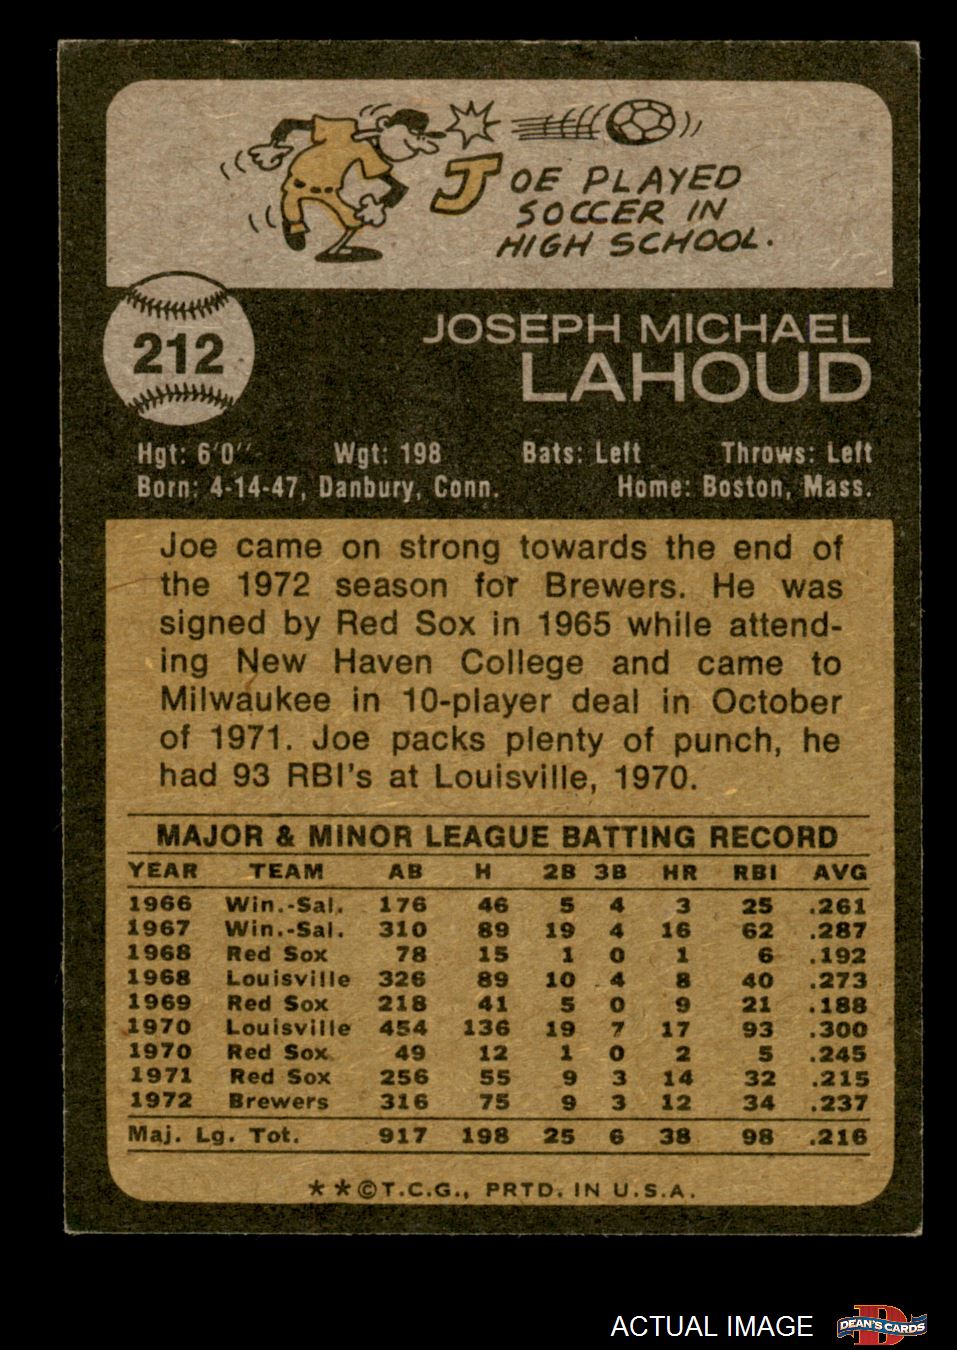 JOE PLAYED
SOCCER IN
HIGH SCHOOL.
212
JOSEPH MICHAEL
LAHOUD
Hgt: 6'0" Wgt: 198 Bats: Left Throws: Left
Born: 4-14-47, Danbury, Conn. Home: Boston, Mass.
Joe came on strong towards the end of
the 1972 season for Brewers. He was
signed by Red Sox in 1965 while attend-
ing New Haven College and came to
Milwaukee in 10-player deal in October
of 1971. Joe packs plenty of punch, he
had 93 RBI's at Louisville, 1970.
MAJOR & MINOR LEAGUE BATTING RECORD
YEAR TEAM AB H 2B 3B HR RBI AVG
1966 Win.-Sal. 176 46 5 4 3 25 .261
1967 Win.-Sal. 310 89 19 4 16 62 .287
1968 Red Sox 78 15 1 0 1 6 .192
1968 Louisville 326 89 10 4 8 40 .273
1969 Red Sox 218 41 5 0 9 21 .188
1970 Louisville 454 136 19 7 17 93 .300
1970 Red Sox 49 12 1 0 2 5 .245
1971 Red Sox 256 55 9 3 14 32 .215
1972 Brewers 316 75 9 3 12 34 .237
Maj. Lg. Tot. 917 198 25 6 38 98 .216
**©T.C.G., PRTD. IN U.S.A.
ACTUAL IMAGE
D
DEAN'S CARDS